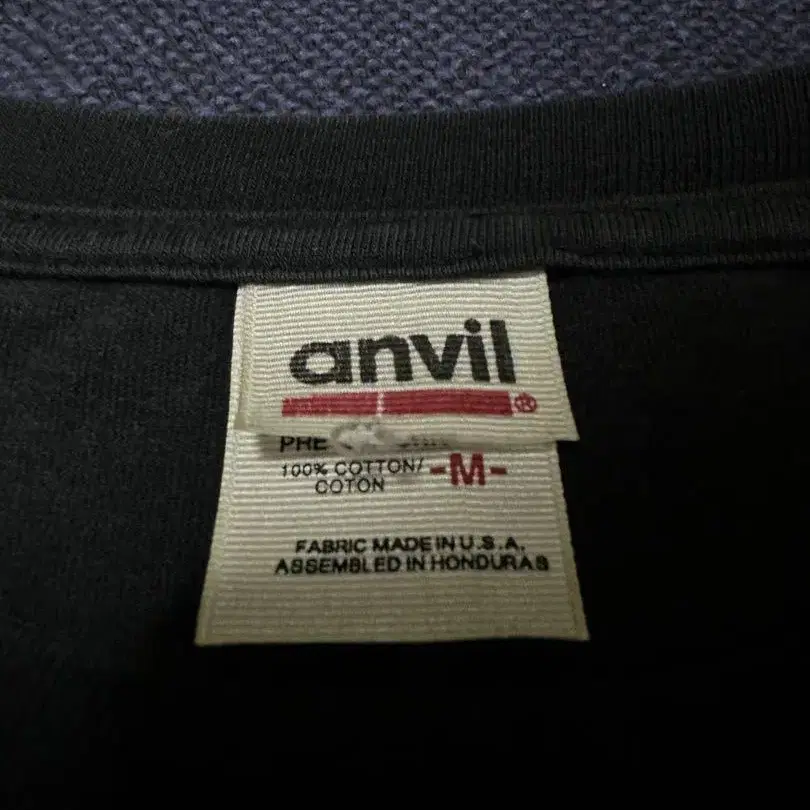 anvil
®
PRE
100% COTTON/
COTON
-M-
FABRIC MADE IN U.S.A.
ASSEMBLED IN HONDURAS